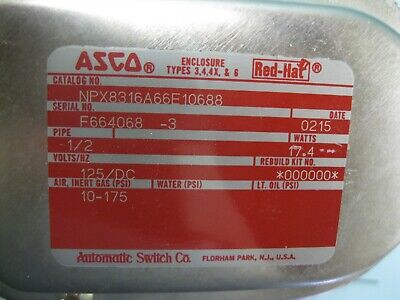 ASCO® ENCLOSURE TYPES 3,4,4X, & 6 Red-Hat®
CATALOG NO.
NPX8316A66E10688
SERIAL NO. DATE
F664068 -3 0215
PIPE WATTS
1/2 17.4
VOLTS/HZ REBUILD KIT NO.
125/DC *000000*
AIR, INERT GAS (PSI) WATER (PSI) LT. OIL (PSI)
10-175
Automatic Switch Co. FLORHAM PARK, N.J., U.S.A.